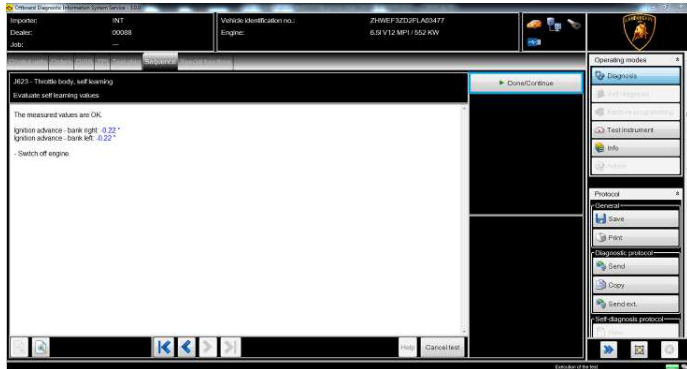 Offboard Diagnostic Information System Service - 3.0.0
Importer: INT
Dealer: 00088
Job: ---
Vehicle identification no.: ZHWEF3ZD2FLA03477
Engine: 6.5l V12 MPI / 552 KW
Sequence
J623 - Throttle body, self learning
Evaluate self learning values
Done/Continue
The measured values are OK.
Ignition advance - bank right: -0.22 °
Ignition advance - bank left: -0.22 °
- Switch off engine.
Help
Cancel test
Operating modes
Diagnosis
Test instrument
Info
Admin
Protocol
General
Save
Print
Diagnostic protocol
Send
Copy
Send ext.
Self-diagnosis protocol
Execution of the test